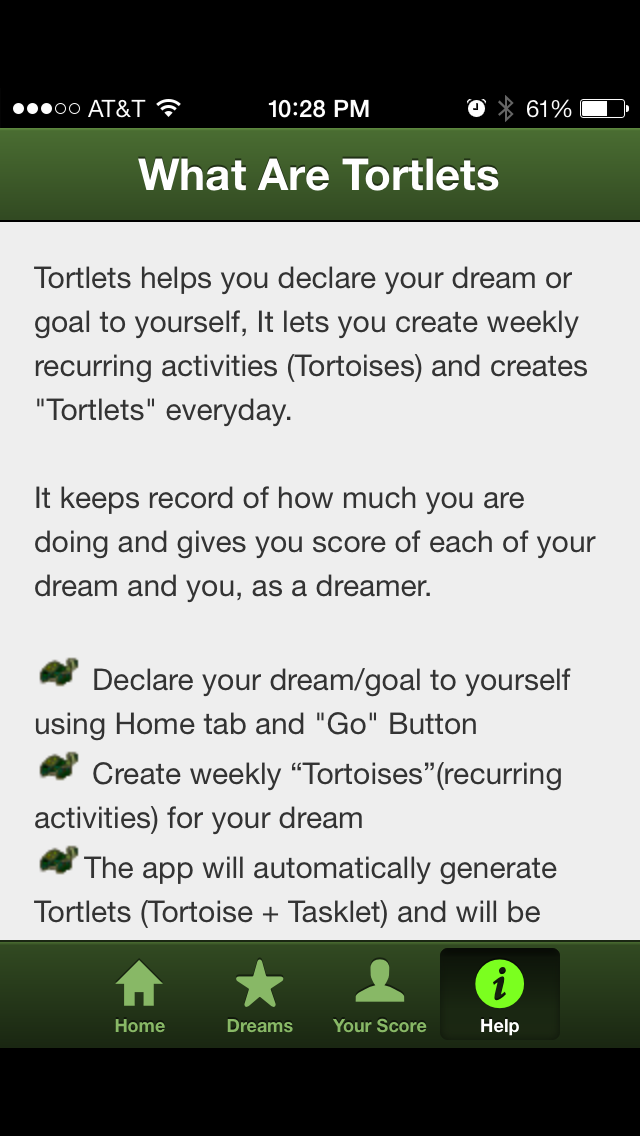 AT&T 10:28 PM 61%
What Are Tortlets
Tortlets helps you declare your dream or
goal to yourself, It lets you create weekly
recurring activities (Tortoises) and creates
"Tortlets" everyday.
It keeps record of how much you are
doing and gives you score of each of your
dream and you, as a dreamer.
Declare your dream/goal to yourself
using Home tab and "Go" Button
Create weekly “Tortoises”(recurring
activities) for your dream
The app will automatically generate
Tortlets (Tortoise + Tasklet) and will be
Home Dreams Your Score Help